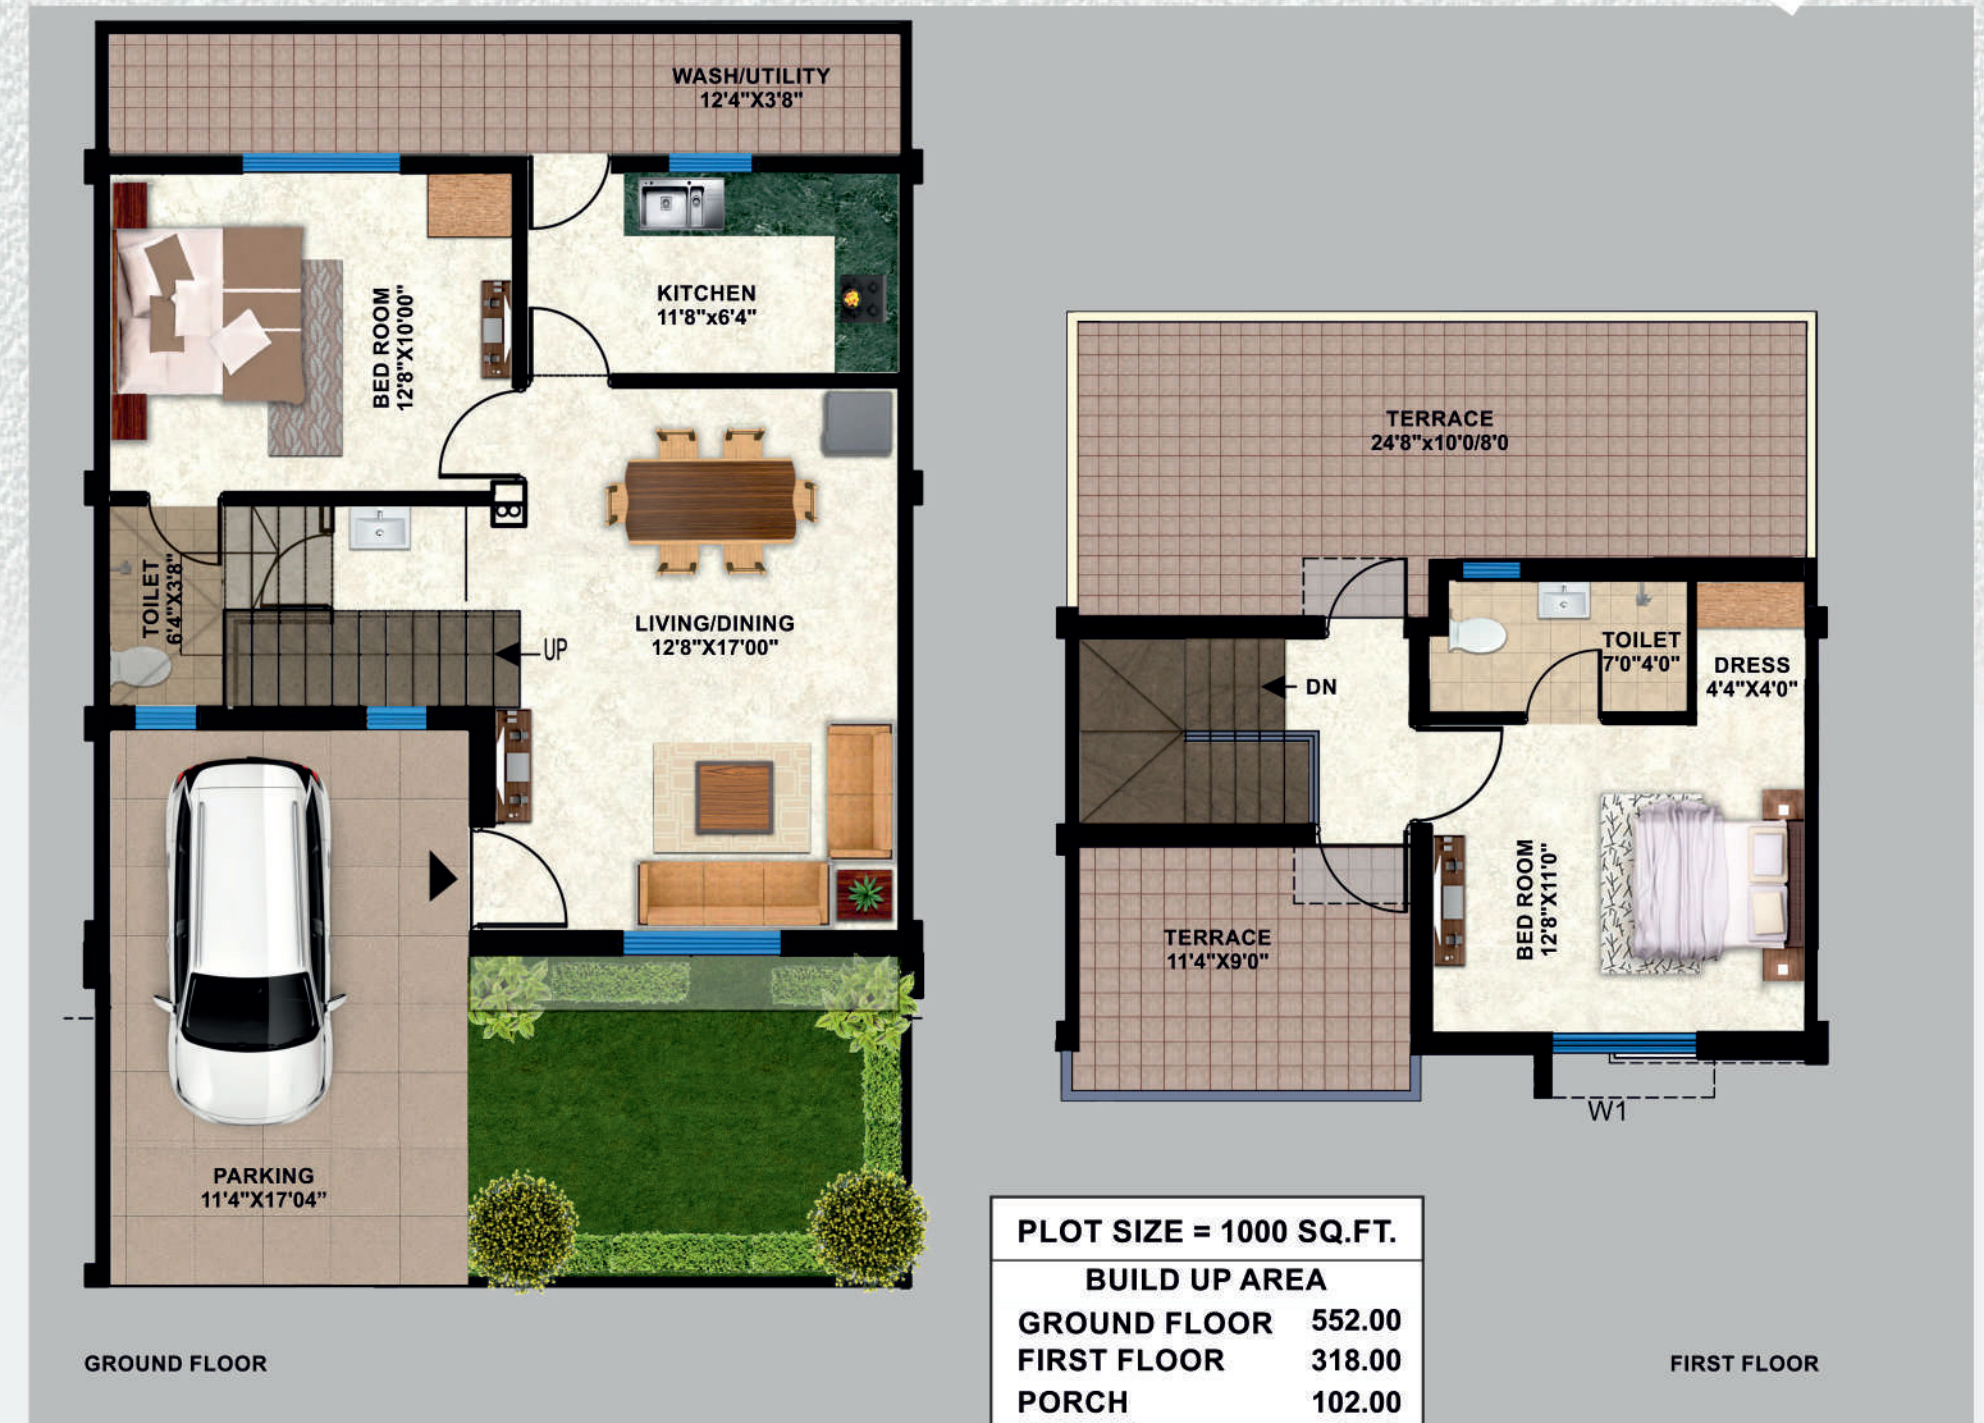 WASH/UTILITY
12'4"X3'8"
BED ROOM
12'8"X10'00"
KITCHEN
11'8"x6'4"
TOILET
6'4"X3'8"
UP
LIVING/DINING
12'8"X17'00"
PARKING
11'4"X17'04"
GROUND FLOOR
TERRACE
24'8"x10'0/8'0
TOILET
7'0"4'0"
DRESS
4'4"X4'0"
DN
BED ROOM
12'8"X11'0"
TERRACE
11'4"X9'0"
W1
PLOT SIZE = 1000 SQ.FT.
BUILD UP AREA
GROUND FLOOR 552.00
FIRST FLOOR 318.00
PORCH 102.00
FIRST FLOOR